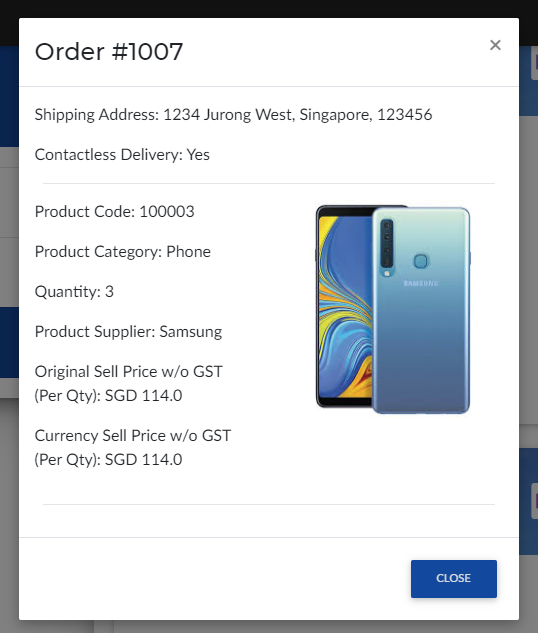 Order #1007
×
Shipping Address: 1234 Jurong West, Singapore, 123456
Contactless Delivery: Yes
Product Code: 100003
Product Category: Phone
Quantity: 3
Product Supplier: Samsung
Original Sell Price w/o GST
(Per Qty): SGD 114.0
Currency Sell Price w/o GST
(Per Qty): SGD 114.0
SAMSUNG
CLOSE